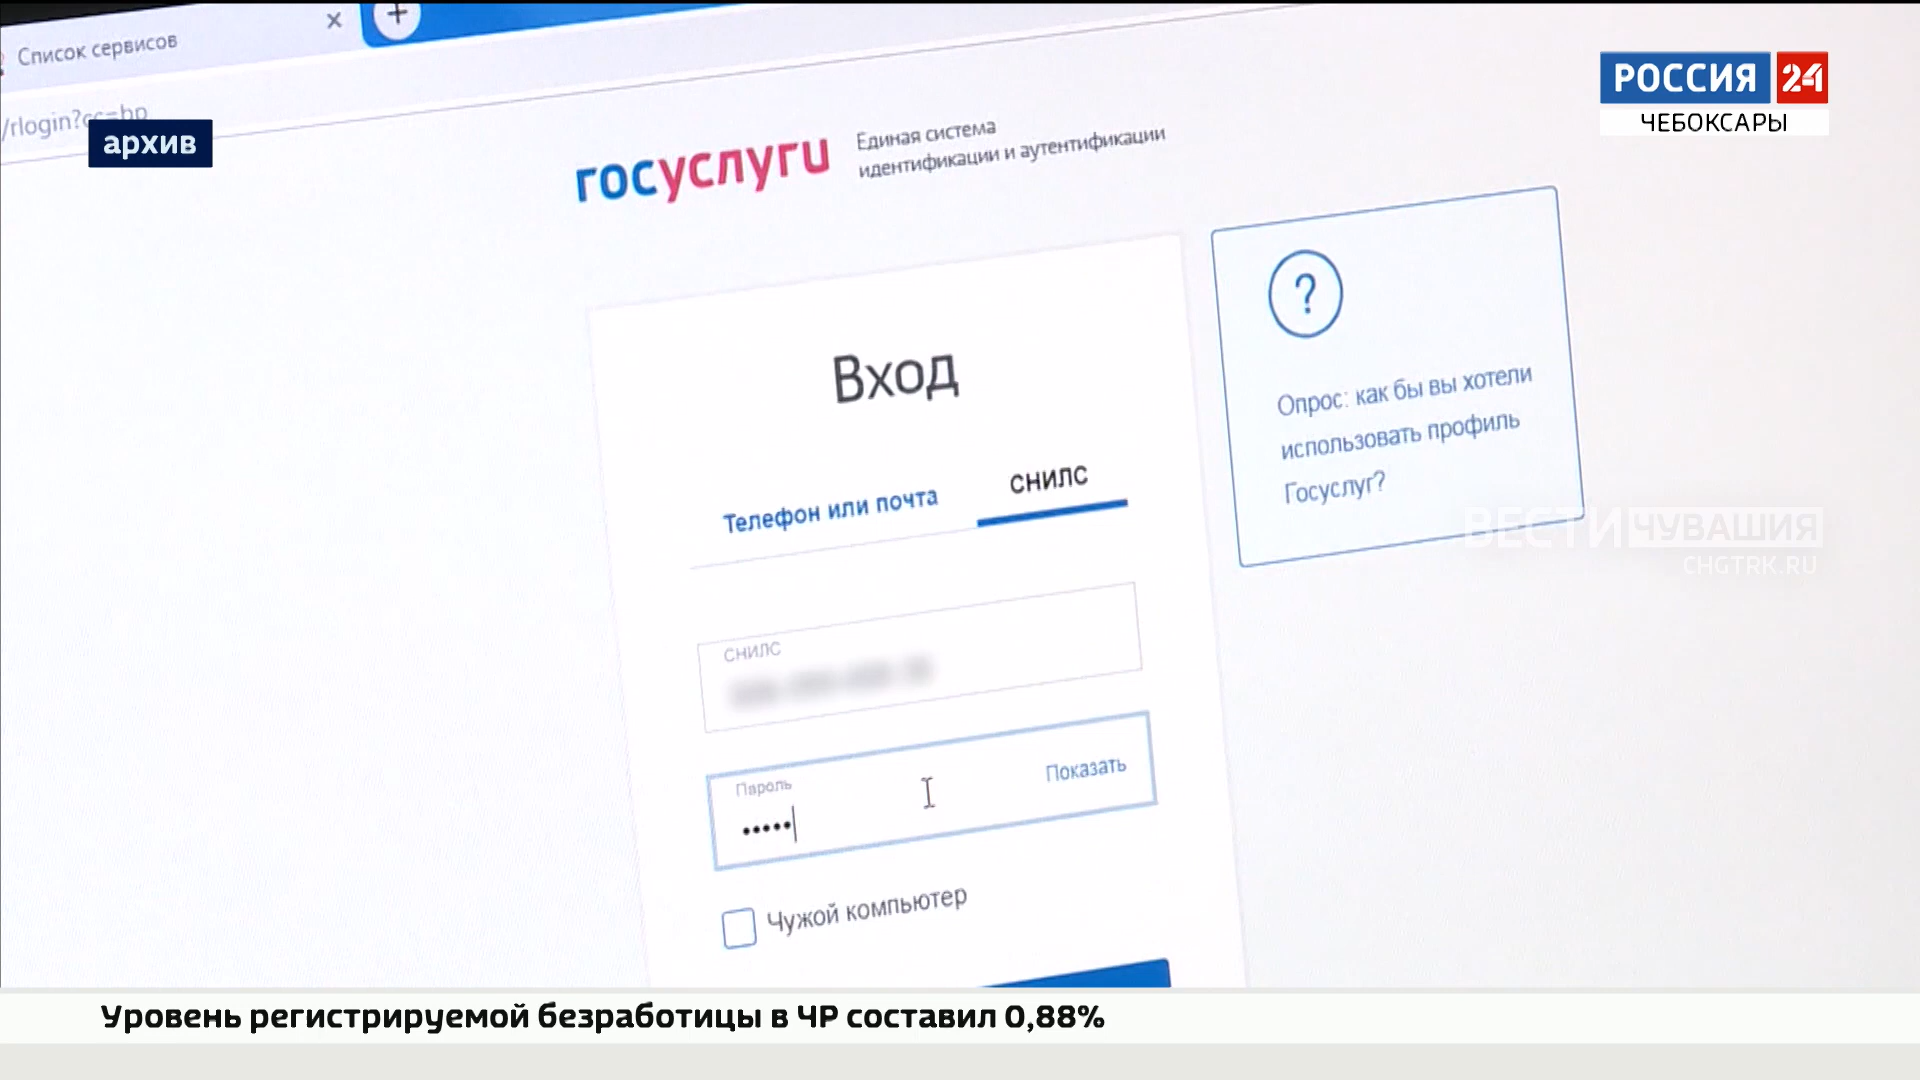 Список сервисов
/rlogin?cc=bp
архив
госуслуги
Единая система
идентификации и аутентификации
РОССИЯ 24
ЧЕБОКСАРЫ
?
Опрос: как бы вы хотели
использовать профиль
Госуслуг?
Вход
Телефон или почта
СНИЛС
ВЕСТИ ЧУВАШИЯ
CHGTRK.RU
СНИЛС
Пароль
•••••
Показать
Чужой компьютер
Уровень регистрируемой безработицы в ЧР составил 0,88%